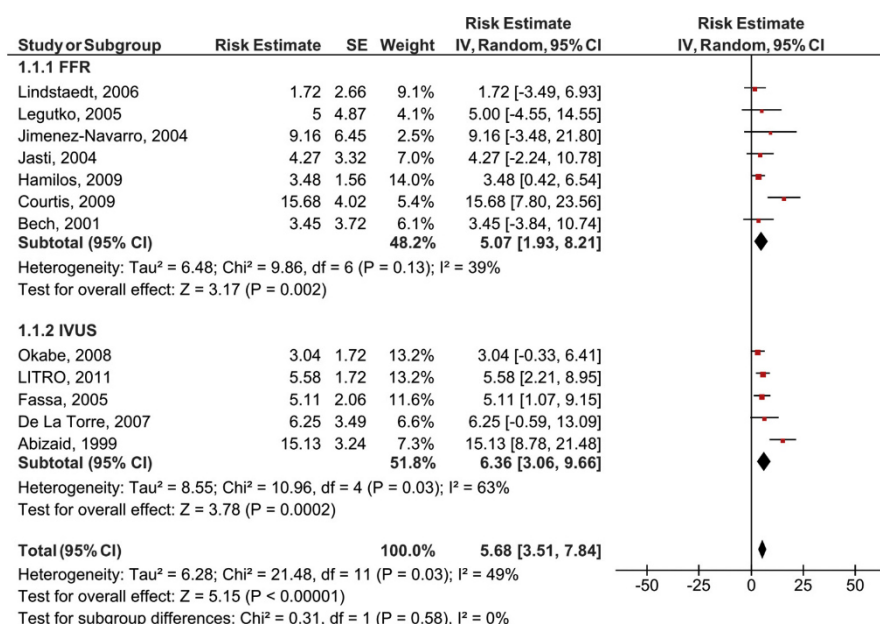 Risk Estimate Risk Estimate
Study or Subgroup Risk Estimate SE Weight IV, Random, 95% CI IV, Random, 95% CI
1.1.1 FFR
Lindstaedt, 2006 1.72 2.66 9.1% 1.72 [-3.49, 6.93]
Legutko, 2005 5 4.87 4.1% 5.00 [-4.55, 14.55]
Jimenez-Navarro, 2004 9.16 6.45 2.5% 9.16 [-3.48, 21.80]
Jasti, 2004 4.27 3.32 7.0% 4.27 [-2.24, 10.78]
Hamilos, 2009 3.48 1.56 14.0% 3.48 [0.42, 6.54]
Courtis, 2009 15.68 4.02 5.4% 15.68 [7.80, 23.56]
Bech, 2001 3.45 3.72 6.1% 3.45 [-3.84, 10.74]
Subtotal (95% CI) 48.2% 5.07 [1.93, 8.21]
Heterogeneity: Tau² = 6.48; Chi² = 9.86, df = 6 (P = 0.13); I² = 39%
Test for overall effect: Z = 3.17 (P = 0.002)
1.1.2 IVUS
Okabe, 2008 3.04 1.72 13.2% 3.04 [-0.33, 6.41]
LITRO, 2011 5.58 1.72 13.2% 5.58 [2.21, 8.95]
Fassa, 2005 5.11 2.06 11.6% 5.11 [1.07, 9.15]
De La Torre, 2007 6.25 3.49 6.6% 6.25 [-0.59, 13.09]
Abizaid, 1999 15.13 3.24 7.3% 15.13 [8.78, 21.48]
Subtotal (95% CI) 51.8% 6.36 [3.06, 9.66]
Heterogeneity: Tau² = 8.55; Chi² = 10.96, df = 4 (P = 0.03); I² = 63%
Test for overall effect: Z = 3.78 (P = 0.0002)
Total (95% CI) 100.0% 5.68 [3.51, 7.84]
Heterogeneity: Tau² = 6.28; Chi² = 21.48, df = 11 (P = 0.03); I² = 49%
Test for overall effect: Z = 5.15 (P < 0.00001)
Test for subgroup differences: Chi² = 0.31, df = 1 (P = 0.58), I² = 0%
-50 -25 0 25 50